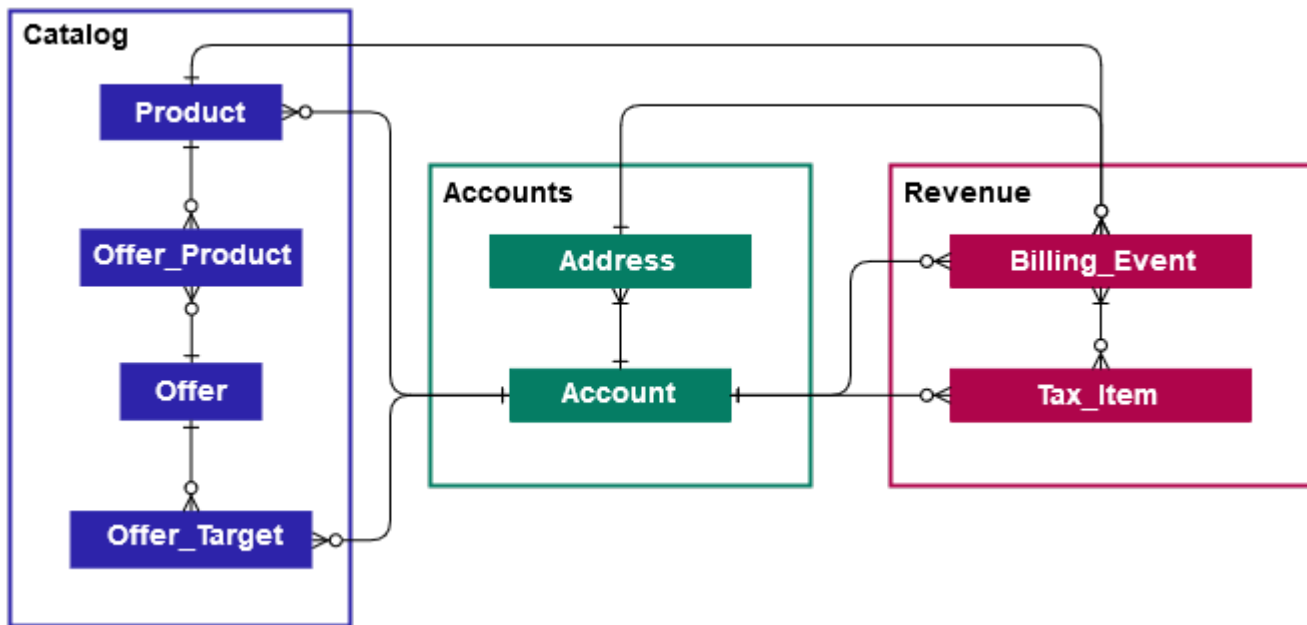 Catalog
Product
Offer_Product
Offer
Offer_Target
Accounts
Address
Account
Revenue
Billing_Event
Tax_Item